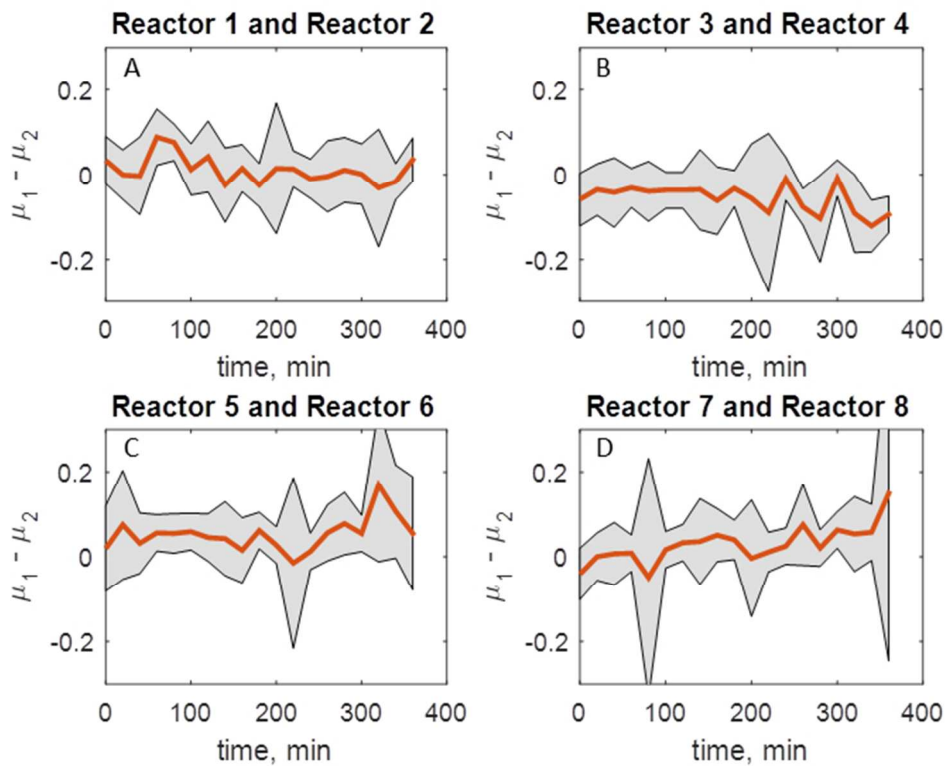 Reactor 1 and Reactor 2
A
0.2
0
-0.2
μ1 - μ2
0 100 200 300 400
time, min
Reactor 3 and Reactor 4
B
0.2
0
-0.2
μ1 - μ2
0 100 200 300 400
time, min
Reactor 5 and Reactor 6
C
0.2
0
-0.2
μ1 - μ2
0 100 200 300 400
time, min
Reactor 7 and Reactor 8
D
0.2
0
-0.2
μ1 - μ2
0 100 200 300 400
time, min